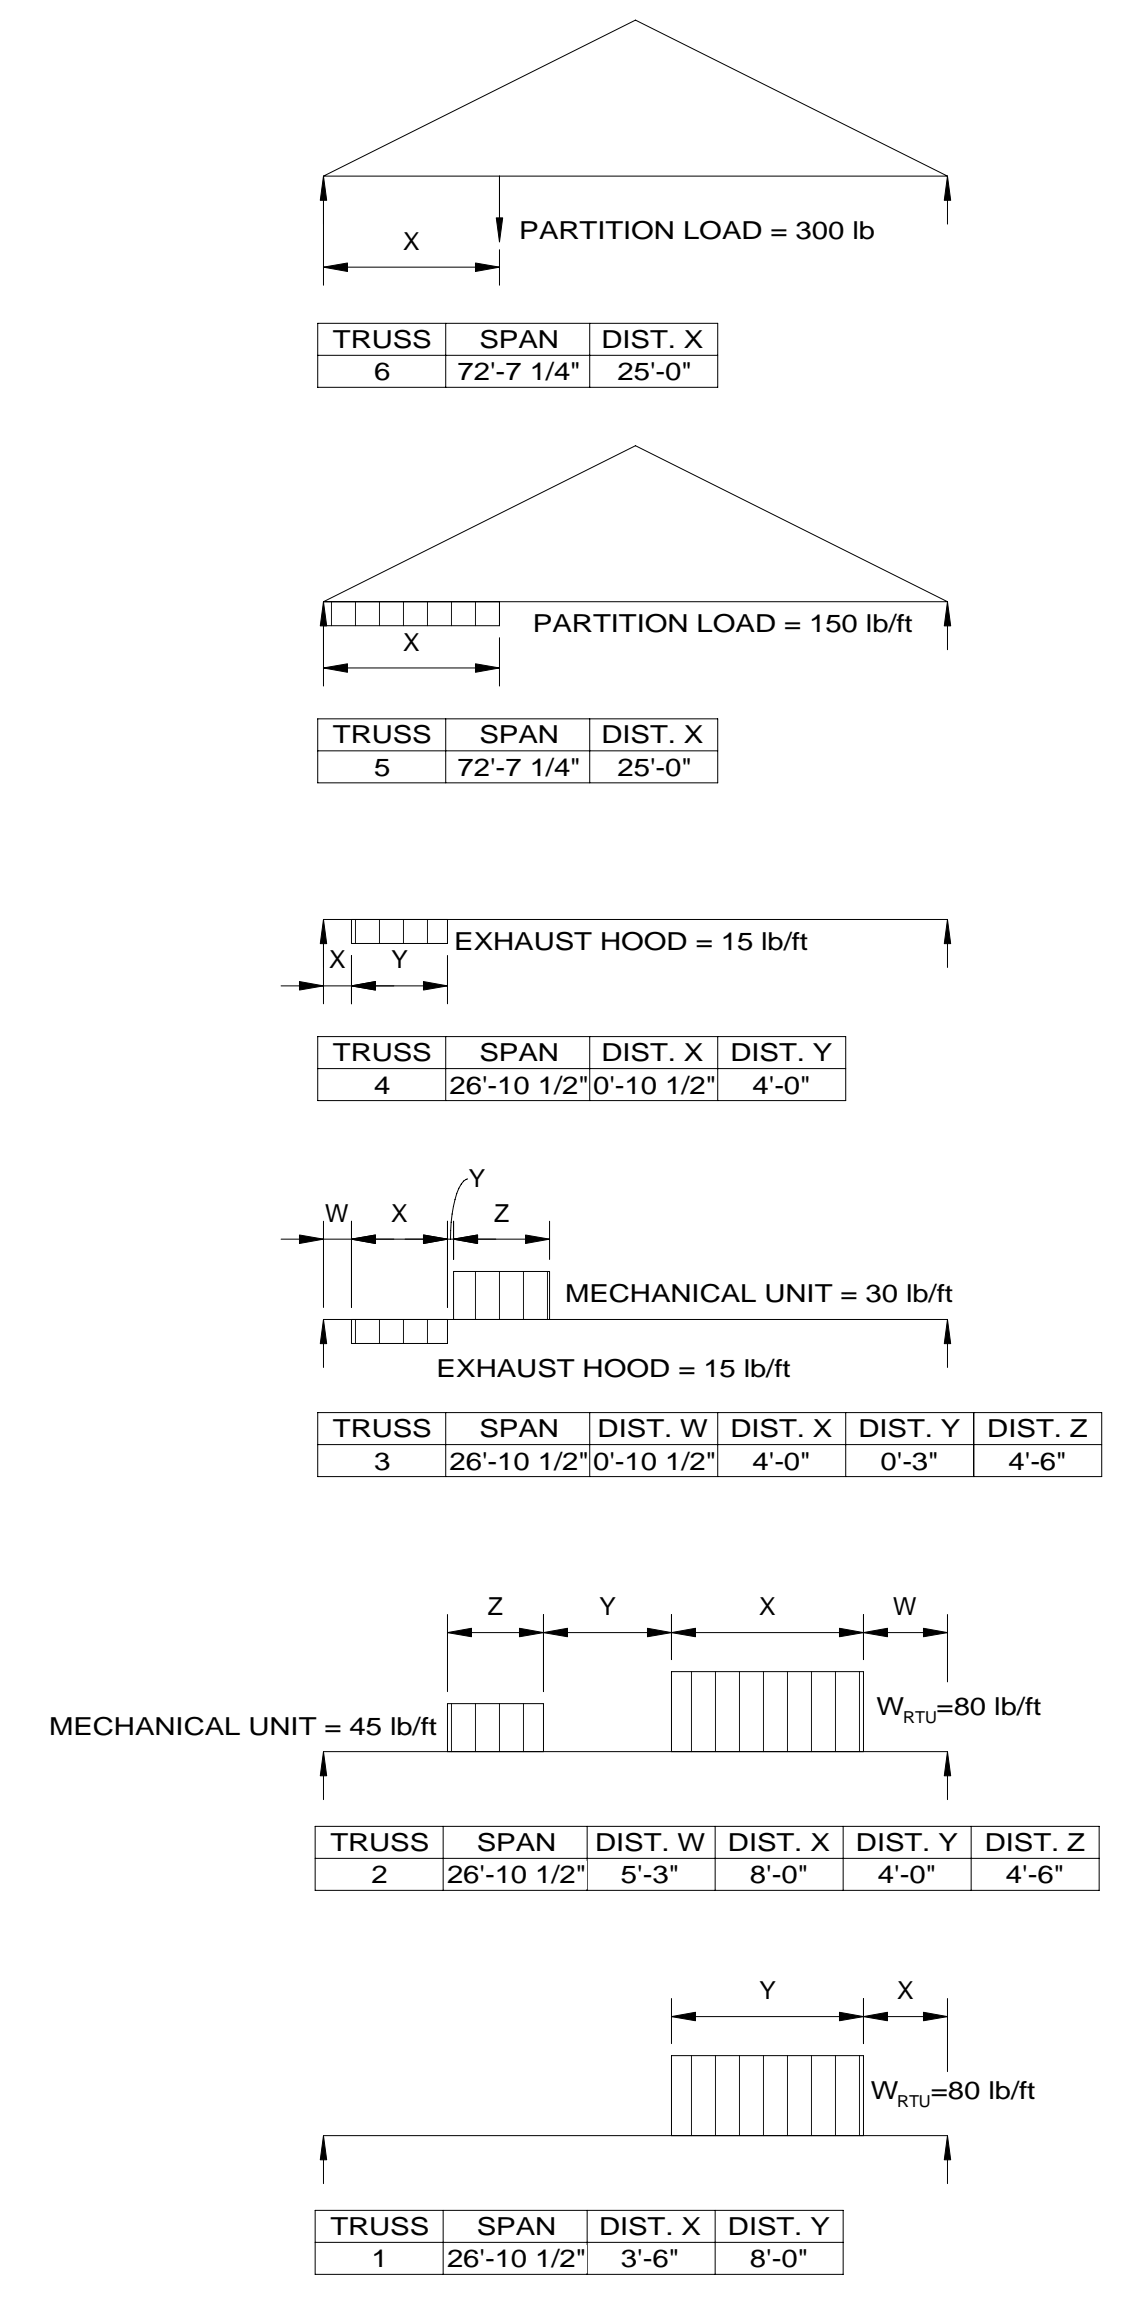 PARTITION LOAD = 300 lb
X
TRUSS SPAN DIST. X
6 72'-7 1/4" 25'-0"
PARTITION LOAD = 150 lb/ft
X
TRUSS SPAN DIST. X
5 72'-7 1/4" 25'-0"
EXHAUST HOOD = 15 lb/ft
X Y
TRUSS SPAN DIST. X DIST. Y
4 26'-10 1/2" 0'-10 1/2" 4'-0"
Y
W X Z
MECHANICAL UNIT = 30 lb/ft
EXHAUST HOOD = 15 lb/ft
TRUSS SPAN DIST. W DIST. X DIST. Y DIST. Z
3 26'-10 1/2" 0'-10 1/2" 4'-0" 0'-3" 4'-6"
Z Y X W
WRTU=80 lb/ft
MECHANICAL UNIT = 45 lb/ft
TRUSS SPAN DIST. W DIST. X DIST. Y DIST. Z
2 26'-10 1/2" 5'-3" 8'-0" 4'-0" 4'-6"
Y X
WRTU=80 lb/ft
TRUSS SPAN DIST. X DIST. Y
1 26'-10 1/2" 3'-6" 8'-0"